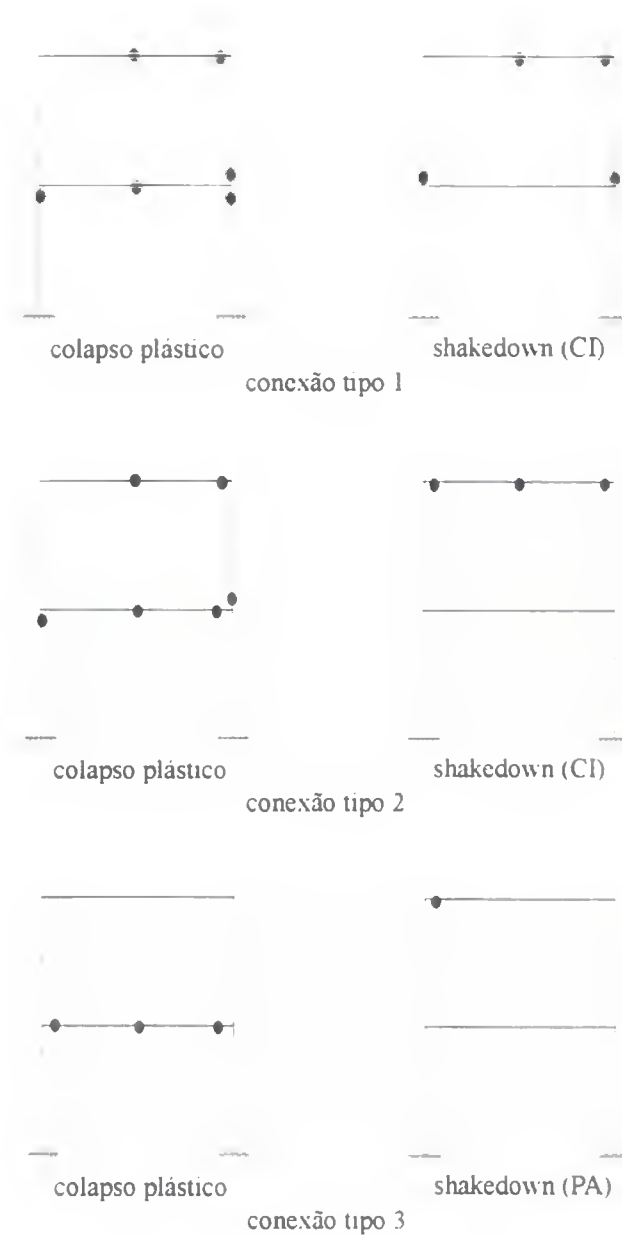 colapso plástico
shakedown (CI)
conexão tipo 1
colapso plástico
shakedown (CI)
conexão tipo 2
colapso plástico
shakedown (PA)
conexão tipo 3